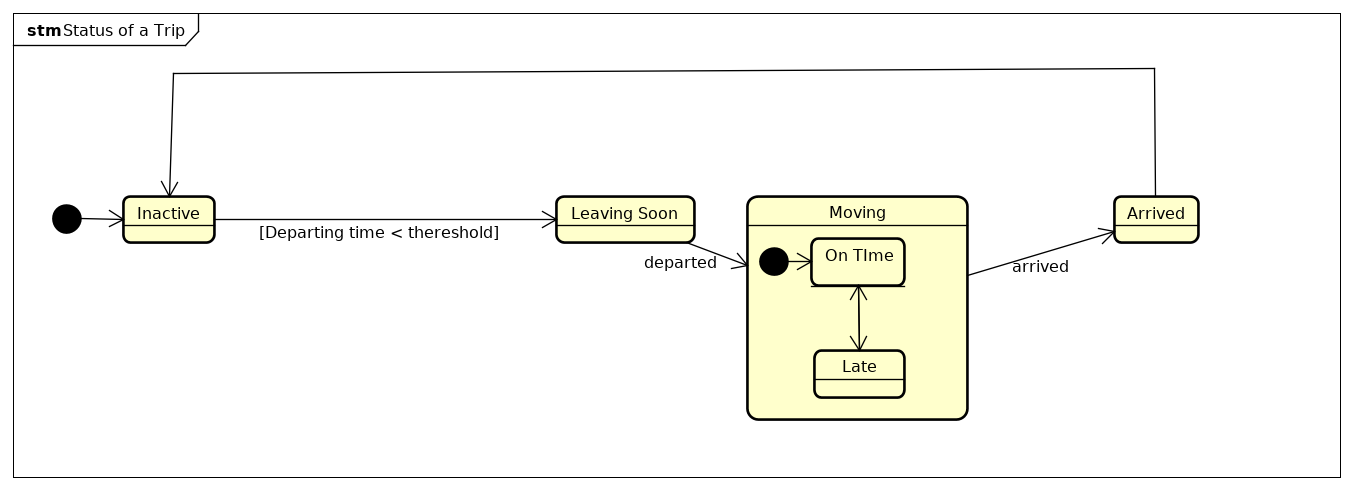 stm Status of a Trip
Inactive
[Departing time < thereshold]
Leaving Soon
departed
Moving
On TIme
Late
arrived
Arrived